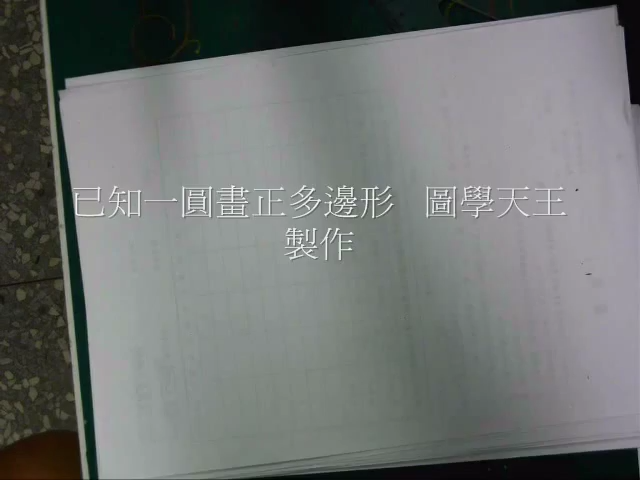 已知一圓畫正多邊形 圖學天王
製作